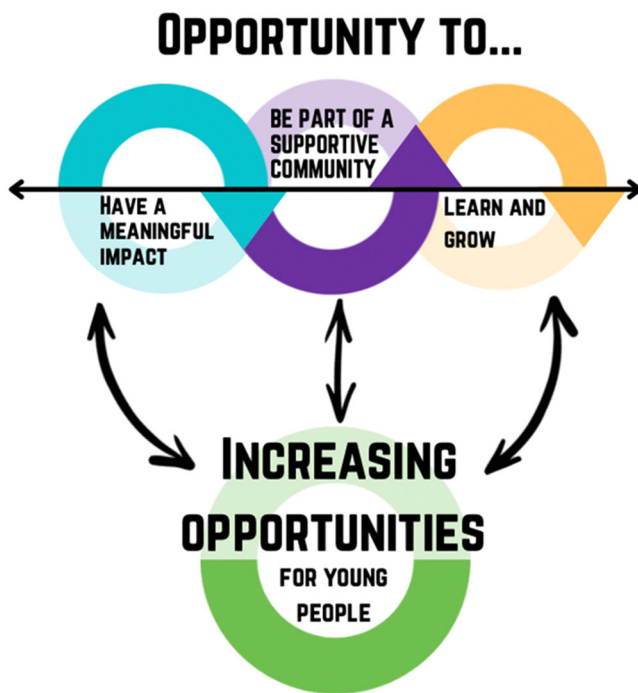 OPPORTUNITY TO...
BE PART OF A
SUPPORTIVE
COMMUNITY
HAVE A
MEANINGFUL
IMPACT
LEARN AND
GROW
INCREASING
OPPORTUNITIES
FOR YOUNG
PEOPLE